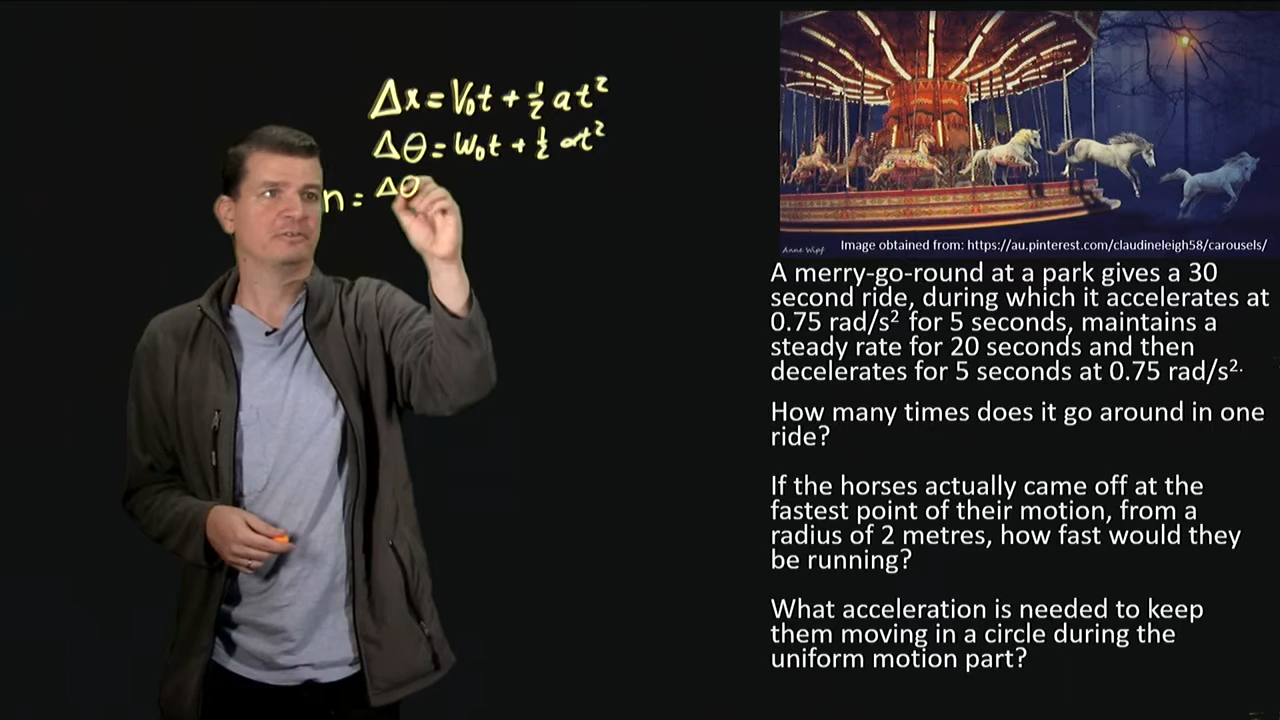 Δx = V₀t + ½ at²
Δθ = ω₀t + ½ αt²
n = Δθ
Anne Wipf
Image obtained from: https://au.pinterest.com/claudineleigh58/carousels/
A merry-go-round at a park gives a 30
second ride, during which it accelerates at
0.75 rad/s² for 5 seconds, maintains a
steady rate for 20 seconds and then
decelerates for 5 seconds at 0.75 rad/s².
How many times does it go around in one
ride?
If the horses actually came off at the
fastest point of their motion, from a
radius of 2 metres, how fast would they
be running?
What acceleration is needed to keep
them moving in a circle during the
uniform motion part?